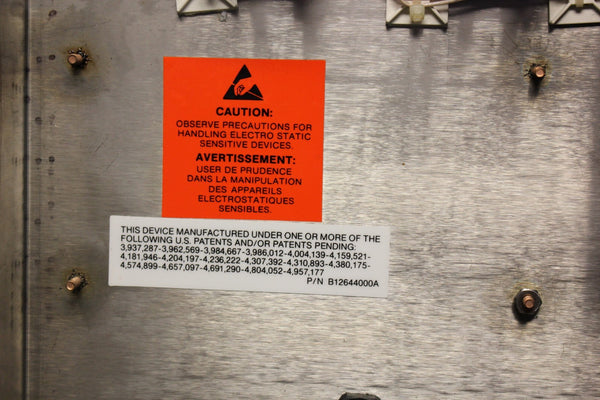 CAUTION:
OBSERVE PRECAUTIONS FOR
HANDLING ELECTRO STATIC
SENSITIVE DEVICES.
AVERTISSEMENT:
USER DE PRUDENCE
DANS LA MANIPULATION
DES APPAREILS
ELECTROSTATIQUES
SENSIBLES.
THIS DEVICE MANUFACTURED UNDER ONE OR MORE OF THE
FOLLOWING U.S. PATENTS AND/OR PATENTS PENDING:
3,937,287-3,962,569-3,984,667-3,986,012-4,004,139-4,159,521-
4,181,946-4,204,197-4,236,222-4,307,392-4,310,893-4,380,175-
4,574,899-4,657,097-4,691,290-4,804,052-4,957,177
P/N B12644000A